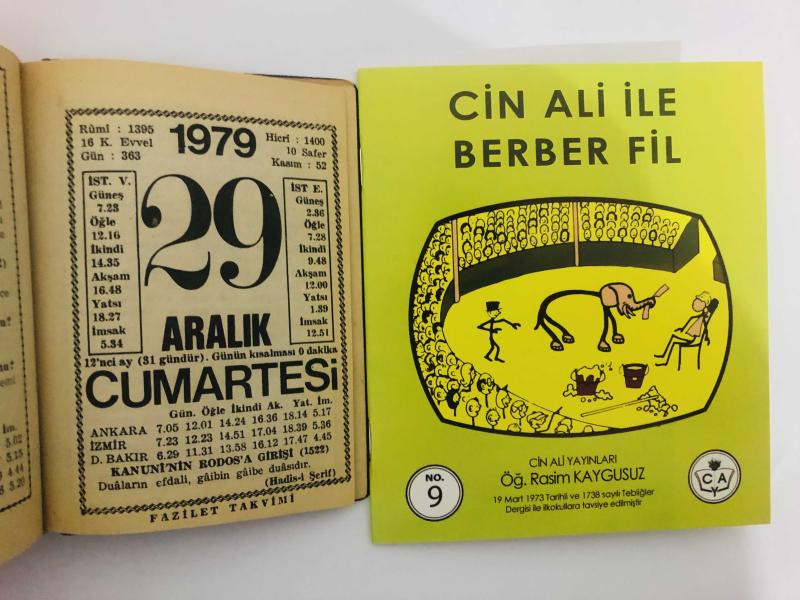 Rûmî : 1395
16 K. Evvel
Gün : 363
1979
Hicri : 1400
10 Safer
Kasım : 52
İST. V.
Güneş
7.23
Öğle
12.16
İkindi
14.35
Akşam
16.48
Yatsı
18.27
İmsak
5.34
29
ARALIK
İST E.
Güneş
2.36
Öğle
7.28
İkindi
9.48
Akşam
12.00
Yatsı
1.39
İmsak
12.51
12'nci ay (31 gündür). Günün kısalması 0 dakika
CUMARTESİ
Gün. Öğle İkindi Ak. Yat. İm.
ANKARA 7.05 12.01 14.24 16.36 18.14 5.17
İZMİR 7.23 12.23 14.51 17.04 18.39 5.36
D. BAKIR 6.29 11.31 13.58 16.12 17.47 4.45
KANUNİ'NİN RODOS'A GİRİŞİ (1522)
Duâların efdali, gâibin gâibe duâsıdır.
(Hadîs-i Şerîf)
FAZİLET TAKVİMİ
CİN ALİ İLE
BERBER FİL
CİN ALİ YAYINLARI
Öğ. Rasim KAYGUSUZ
19 Mart 1973 Tarihli ve 1738 sayılı Tebliğler
Dergisi ile ilkokullara tavsiye edilmiştir
NO.
9
C A
Y